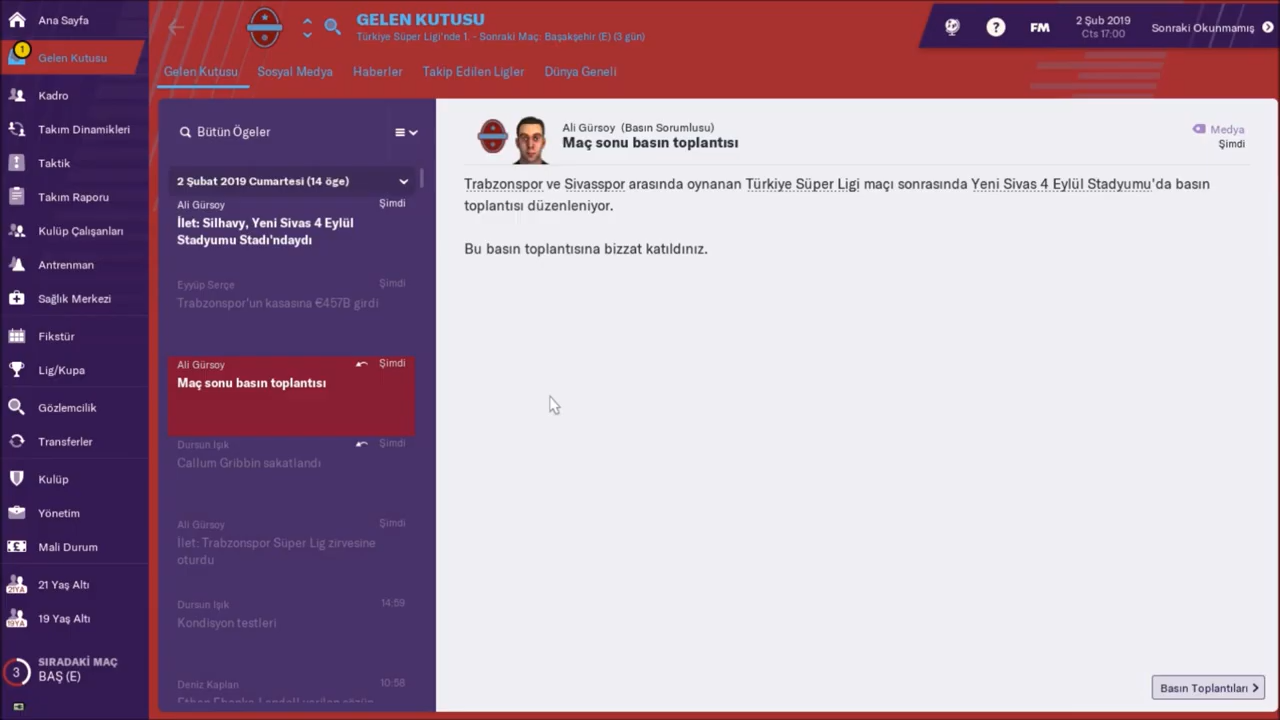 Ana Sayfa
1
Gelen Kutusu
Kadro
Takım Dinamikleri
Taktik
Takım Raporu
Kulüp Çalışanları
Antrenman
Sağlık Merkezi
Fikstür
Lig/Kupa
Gözlemcilik
Transferler
Kulüp
Yönetim
Mali Durum
21YA
21 Yaş Altı
19YA
19 Yaş Altı
3
SIRADAKİ MAÇ
BAŞ (E)
GELEN KUTUSU
Türkiye Süper Ligi'nde 1. - Sonraki Maç: Başakşehir (E) (3 gün)
?
FM
2 Şub 2019
Cts 17:00
Sonraki Okunmamış
Gelen Kutusu
Sosyal Medya
Haberler
Takip Edilen Ligler
Dünya Geneli
Bütün Ögeler
2 Şubat 2019 Cumartesi (14 öge)
Ali Gürsoy Şimdi
İlet: Silhavy, Yeni Sivas 4 Eylül
Stadyumu Stadı'ndaydı
Eyyüp Serçe Şimdi
Trabzonspor'un kasasına €457B girdi
Ali Gürsoy Şimdi
Maç sonu basın toplantısı
Dursun Işık Şimdi
Callum Gribbin sakatlandı
Ali Gürsoy Şimdi
İlet: Trabzonspor Süper Lig zirvesine
oturdu
Dursun Işık 14:59
Kondisyon testleri
Deniz Kaplan 10:58
Ali Gürsoy (Basın Sorumlusu)
Maç sonu basın toplantısı
Medya
Şimdi
Trabzonspor ve Sivasspor arasında oynanan Türkiye Süper Ligi maçı sonrasında Yeni Sivas 4 Eylül Stadyumu'da basın
toplantısı düzenleniyor.
Bu basın toplantısına bizzat katıldınız.
Basın Toplantıları